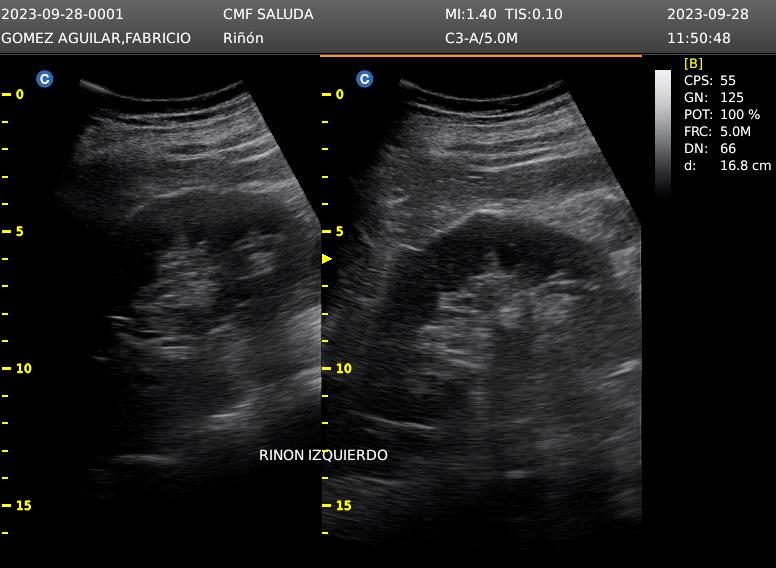 2023-09-28-0001 CMF SALUDA MI:1.40 TIS:0.10 2023-09-28
GOMEZ AGUILAR,FABRICIO Riñón C3-A/5.0M 11:50:48
[B]
C C CPS: 55
0 0 GN: 125
POT: 100 %
FRC: 5.0M
DN: 66
d: 16.8 cm
5 5
10 10
RINON IZQUIERDO
15 15